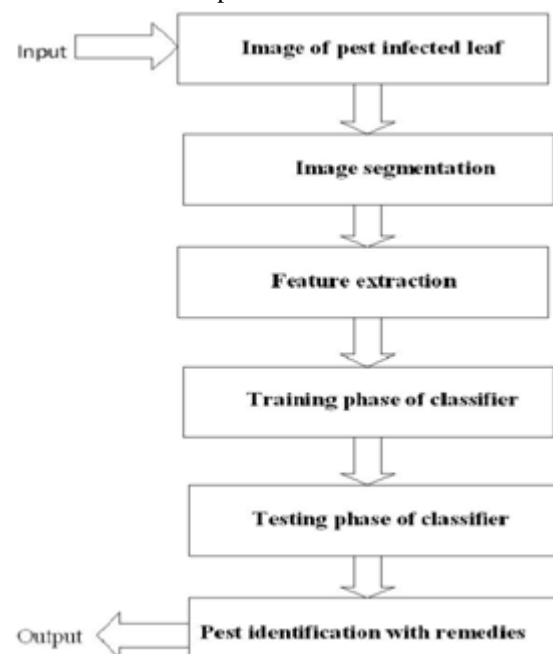 Input
Image of pest infected leaf
Image segmentation
Feature extraction
Training phase of classifier
Testing phase of classifier
Pest identification with remedies
Output